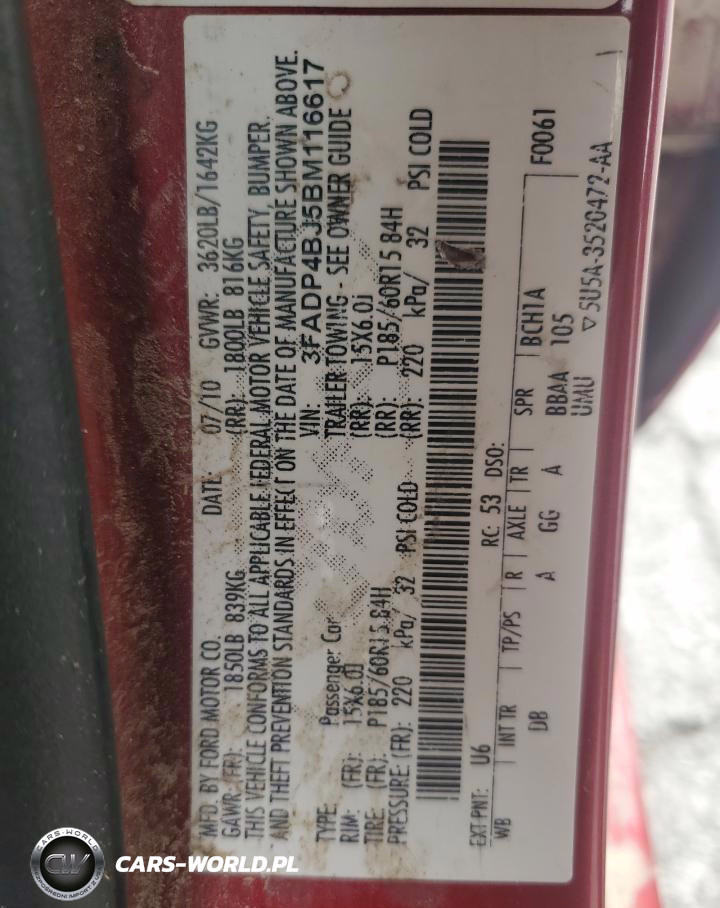 MFD. BY FORD MOTOR CO.
DATE: 07/10 GVWR: 3620LB/1642KG
GAWR: (FR): 1850LB 839KG (RR): 1800LB 816KG
THIS VEHICLE CONFORMS TO ALL APPLICABLE FEDERAL MOTOR VEHICLE SAFETY, BUMPER,
AND THEFT PREVENTION STANDARDS IN EFFECT ON THE DATE OF MANUFACTURE SHOWN ABOVE.
VIN: 3FADP4BJ5BM116617
TYPE: Passenger Car TRAILER TOWING - SEE OWNER GUIDE
RIM: (FR): 15X6.0J (RR): 15X6.0J
TIRE: (FR): P185/60R15 84H (RR): P185/60R15 84H
PRESSURE: (FR): 220 kPa/ 32 PSI COLD (RR): 220 kPa/ 32 PSI COLD
EXT PNT: U6 RC: 53 DSO:
WB INT TR TP/PS R AXLE TR SPR BCH1A F0061
DB A GG A BBAA 105
UMU ▽5U5A-3520472-AA
CW
CARS-WORLD
CARS-WORLD.PL